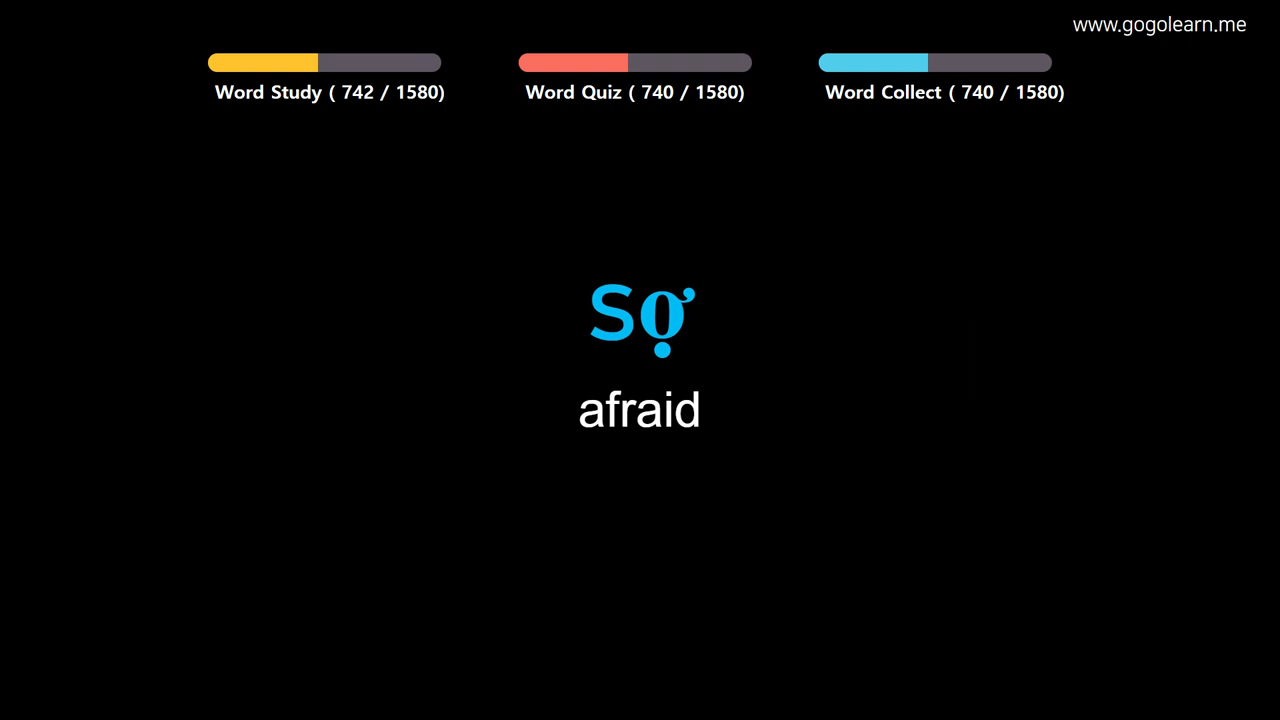 www.gogolearn.me
Word Study ( 742 / 1580)
Word Quiz ( 740 / 1580)
Word Collect ( 740 / 1580)
sợ
afraid